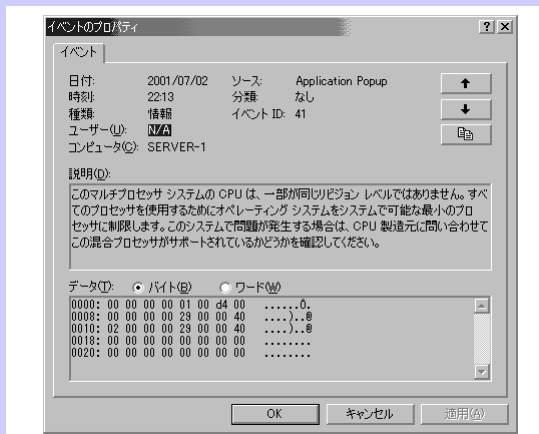 イベントのプロパティ
イベント
日付: 2001/07/02 ソース: Application Popup
時刻: 22:13 分類: なし
種類: 情報 イベント ID: 41
ユーザー(U): N/A
コンピュータ(C): SERVER-1
説明(D):
このマルチプロセッサ システムの CPU は、一部が同じリビジョン レベルではありません。すべ
てのプロセッサを使用するためにオペレーティング システムをシステムで可能な最小のプロ
セッサに制限します。このシステムで問題が発生する場合は、CPU 製造元に問い合わせて
この混合プロセッサがサポートされているかどうかを確認してください。
データ(T): バイト(B) ワード(W)
0000: 00 00 00 00 01 00 d4 00 ......Ô.
0008: 00 00 00 00 29 00 00 40 ....)..@
0010: 02 00 00 00 29 00 00 40 ....)..@
0018: 00 00 00 00 00 00 00 00 ........
0020: 00 00 00 00 00 00 00 00 ........
OK キャンセル 適用(A)